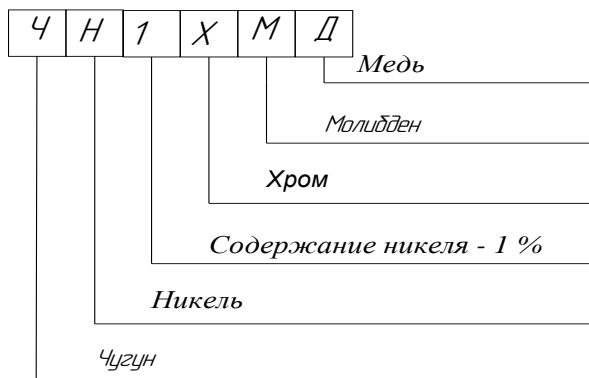 Ч Н 1 Х М Д
Медь
Молибден
Хром
Содержание никеля - 1 %
Никель
Чугун